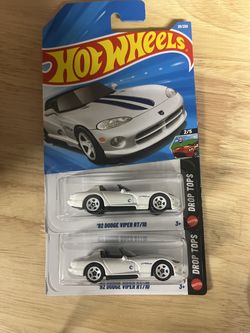 HOT WHEELS
2/5
DROP TOPS
'92 DODGE VIPER RT/10
3+
DROP TOPS
'92 DODGE VIPER RT/10
3+